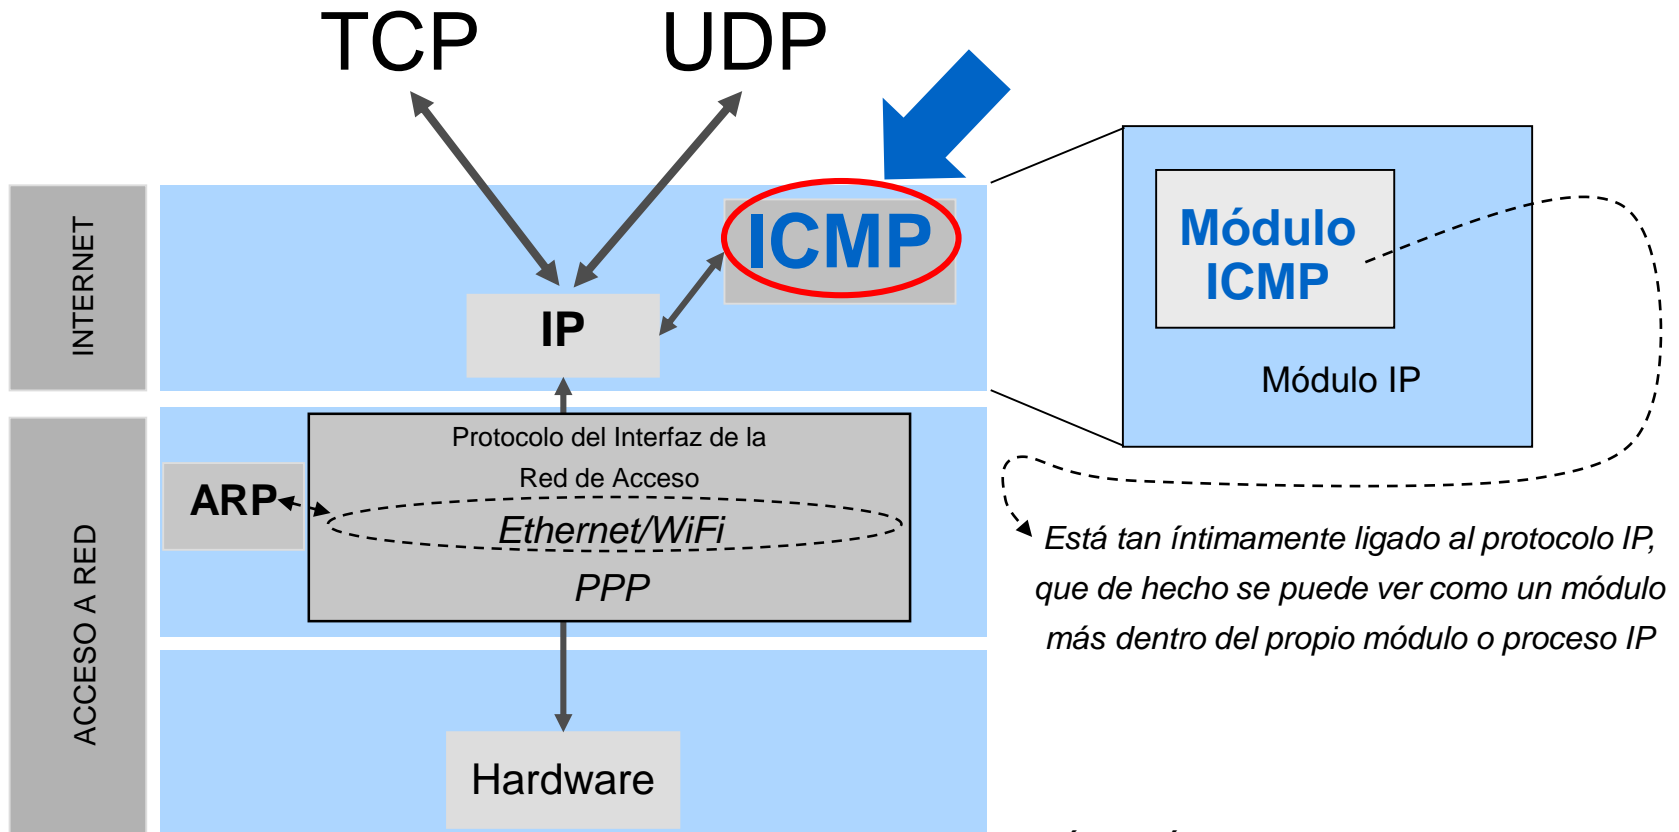 TCP
UDP
INTERNET
ICMP
IP
Módulo
ICMP
Módulo IP
ACCESO A RED
Protocolo del Interfaz de la
Red de Acceso
ARP
Ethernet/WiFi
PPP
Hardware
Está tan íntimamente ligado al protocolo IP,
que de hecho se puede ver como un módulo
más dentro del propio módulo o proceso IP